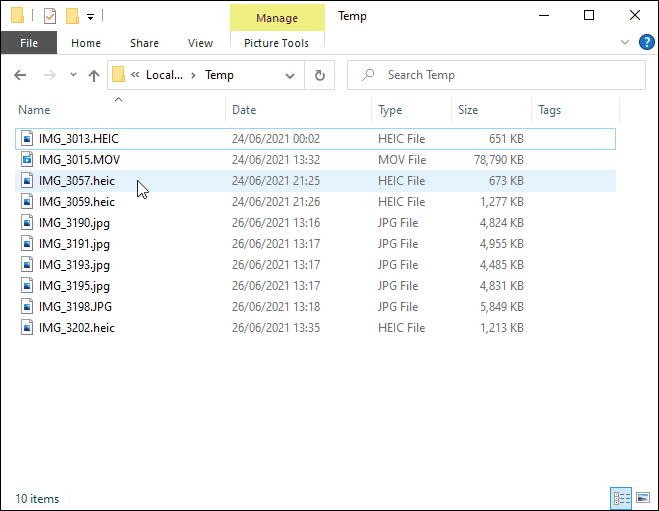 Manage
Temp
File
Home
Share
View
Picture Tools
?
« Local... > Temp
Search Temp
Name Date Type Size Tags
IMG_3013.HEIC 24/06/2021 00:02 HEIC File 651 KB
IMG_3015.MOV 24/06/2021 13:32 MOV File 78,790 KB
IMG_3057.heic 24/06/2021 21:25 HEIC File 673 KB
IMG_3059.heic 24/06/2021 21:26 HEIC File 1,277 KB
IMG_3190.jpg 26/06/2021 13:16 JPG File 4,824 KB
IMG_3191.jpg 26/06/2021 13:17 JPG File 4,955 KB
IMG_3193.jpg 26/06/2021 13:17 JPG File 4,485 KB
IMG_3195.jpg 26/06/2021 13:17 JPG File 4,831 KB
IMG_3198.JPG 26/06/2021 13:18 JPG File 5,849 KB
IMG_3202.heic 26/06/2021 13:35 HEIC File 1,213 KB
10 items